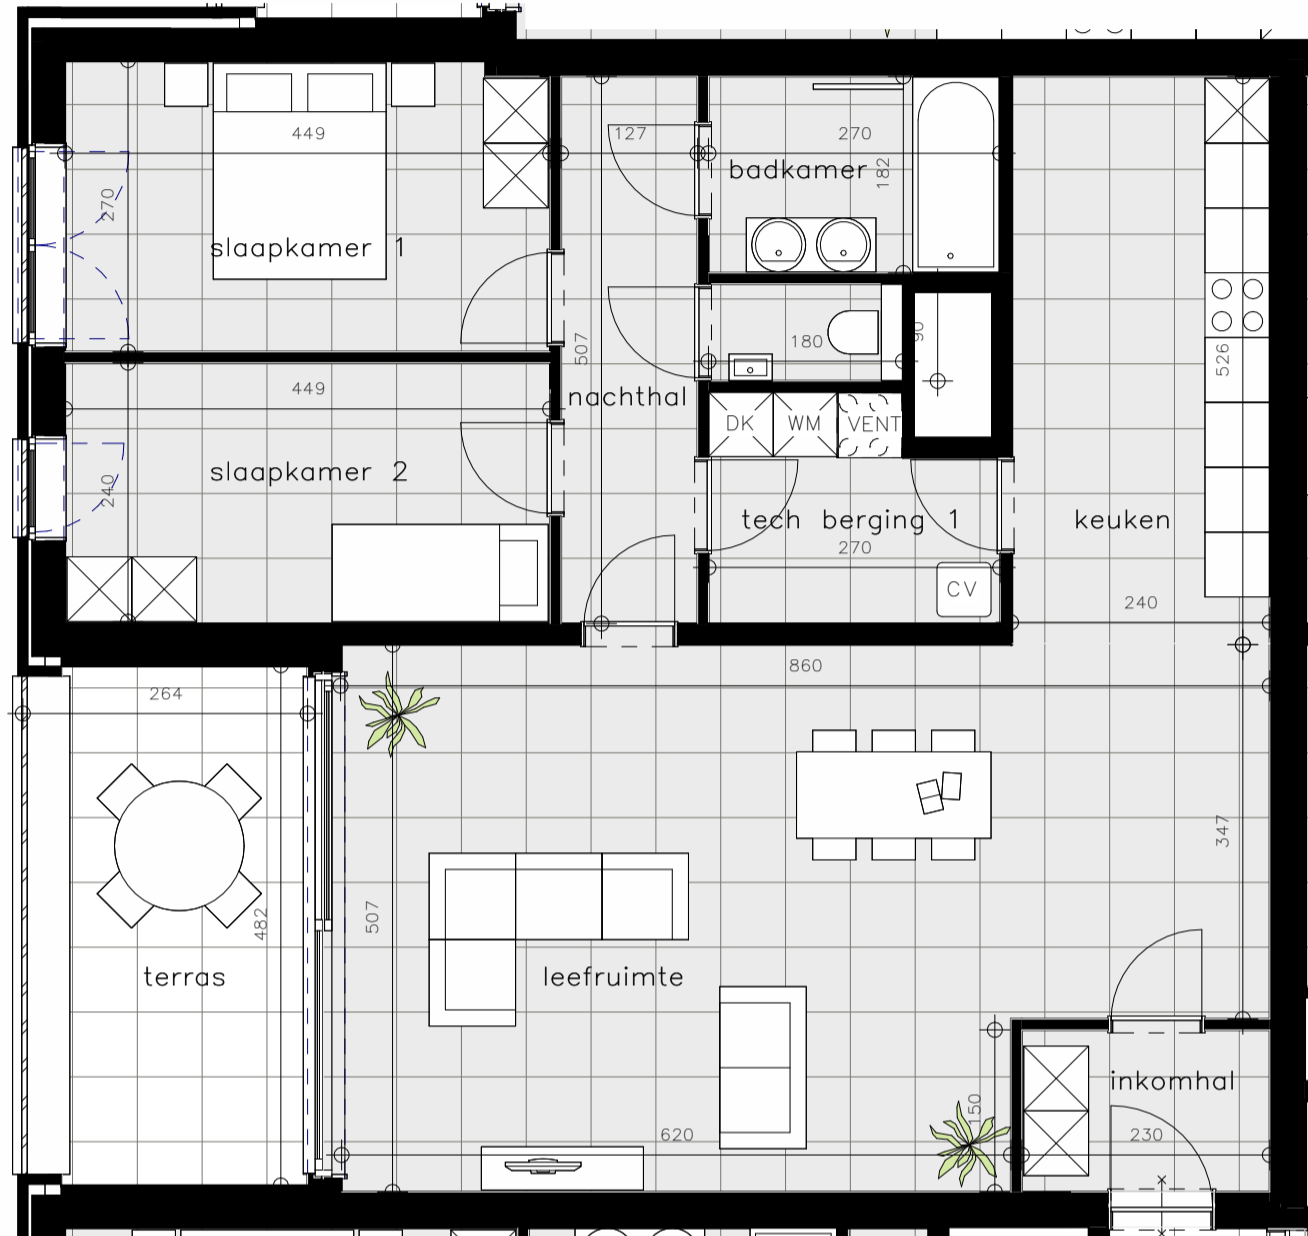 449
127
270
badkamer
182
270
slaapkamer 1
180
90
507
526
449
nachthal
DK
WM
VENT
slaapkamer 2
240
tech berging 1
keuken
270
CV
240
860
264
347
507
482
terras
leefruimte
inkomhal
150
620
230